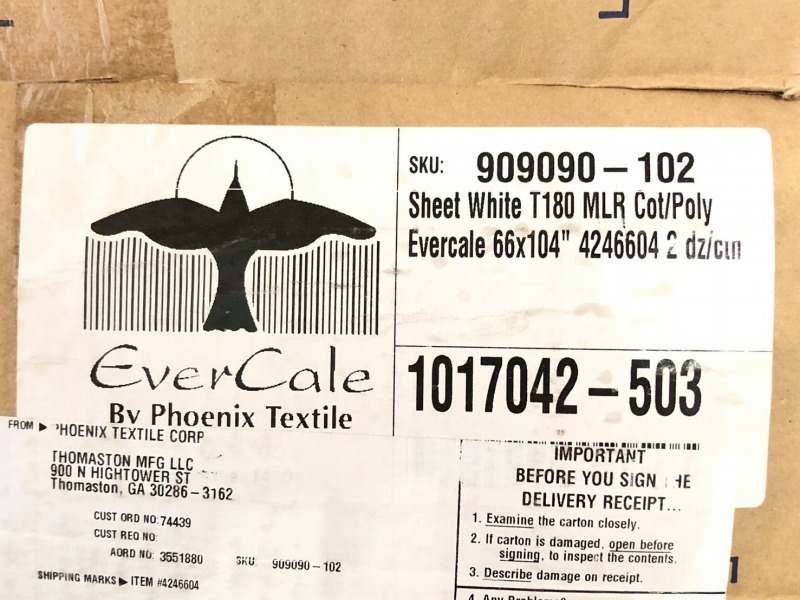 SKU: 909090-102
Sheet White T180 MLR Cot/Poly
Evercale 66x104" 4246604 2 dz/ctn
EverCale
By Phoenix Textile
1017042-503
FROM ▶ PHOENIX TEXTILE CORP
THOMASTON MFG LLC
900 N HIGHTOWER ST
Thomaston, GA 30286-3162
CUST ORD NO: 74439
CUST REQ NO:
AORD NO: 3551880 SKU: 909090-102
SHIPPING MARKS ▶ ITEM #4246604
IMPORTANT
BEFORE YOU SIGN THE
DELIVERY RECEIPT...
1. Examine the carton closely.
2. If carton is damaged, open before
signing, to inspect the contents.
3. Describe damage on receipt.
4. Any